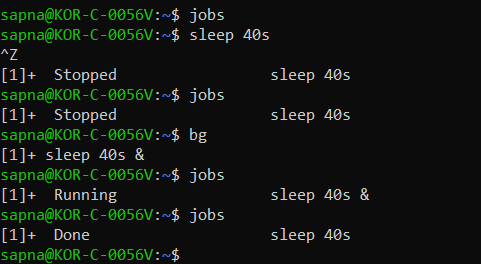 sapna@KOR-C-0056V:~$ jobs
sapna@KOR-C-0056V:~$ sleep 40s
^Z
[1]+  Stopped                 sleep 40s
sapna@KOR-C-0056V:~$ jobs
[1]+  Stopped                 sleep 40s
sapna@KOR-C-0056V:~$ bg
[1]+ sleep 40s &
sapna@KOR-C-0056V:~$ jobs
[1]+  Running                 sleep 40s &
sapna@KOR-C-0056V:~$ jobs
[1]+  Done                    sleep 40s
sapna@KOR-C-0056V:~$